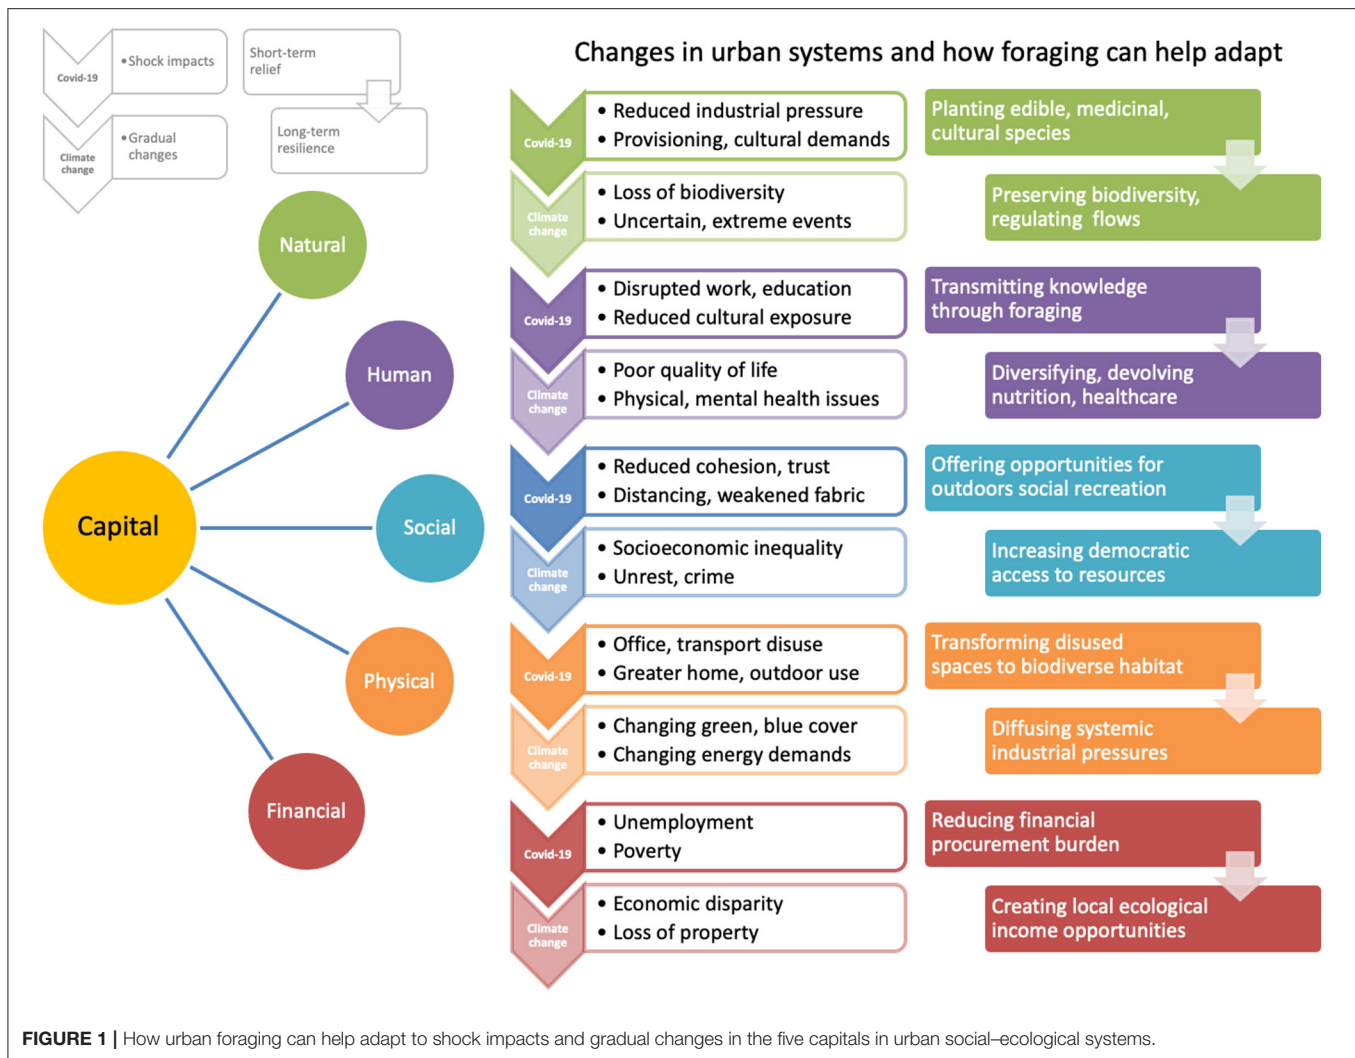 Covid-19
• Shock impacts
Short-term
relief
Climate
change
• Gradual
changes
Long-term
resilience
Capital
Natural
Human
Social
Physical
Financial
Changes in urban systems and how foraging can help adapt
Covid-19
• Reduced industrial pressure
• Provisioning, cultural demands
Planting edible, medicinal,
cultural species
Climate
change
• Loss of biodiversity
• Uncertain, extreme events
Preserving biodiversity,
regulating flows
Covid-19
• Disrupted work, education
• Reduced cultural exposure
Transmitting knowledge
through foraging
Climate
change
• Poor quality of life
• Physical, mental health issues
Diversifying, devolving
nutrition, healthcare
Covid-19
• Reduced cohesion, trust
• Distancing, weakened fabric
Offering opportunities for
outdoors social recreation
Climate
change
• Socioeconomic inequality
• Unrest, crime
Increasing democratic
access to resources
Covid-19
• Office, transport disuse
• Greater home, outdoor use
Transforming disused
spaces to biodiverse habitat
Climate
change
• Changing green, blue cover
• Changing energy demands
Diffusing systemic
industrial pressures
Covid-19
• Unemployment
• Poverty
Reducing financial
procurement burden
Climate
change
• Economic disparity
• Loss of property
Creating local ecological
income opportunities
FIGURE 1 | How urban foraging can help adapt to shock impacts and gradual changes in the five capitals in urban social–ecological systems.